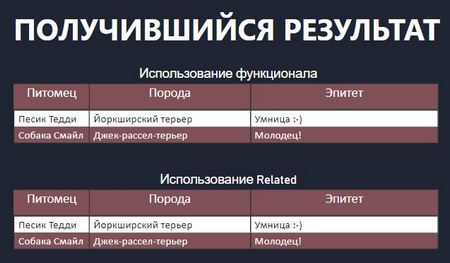 ПОЛУЧИВШИЙСЯ РЕЗУЛЬТАТ
Использование функционала
Питомец Порода Эпитет
Песик Тедди Йоркширский терьер Умница :-)
Собака Смайл Джек-рассел-терьер Молодец!
Использование Related
Питомец Порода Эпитет
Песик Тедди Йоркширский терьер Умница :-)
Собака Смайл Джек-рассел-терьер Молодец!